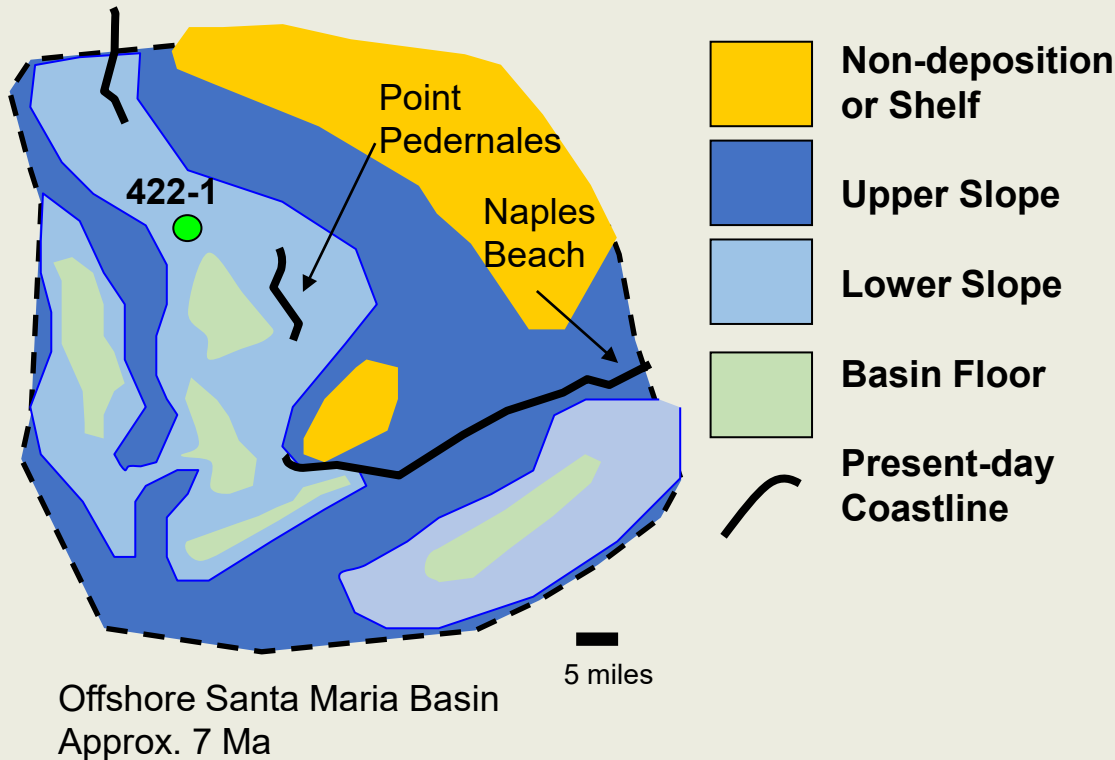 Point
Pedernales
422-1
Naples
Beach
5 miles
Offshore Santa Maria Basin
Approx. 7 Ma
Non-deposition
or Shelf
Upper Slope
Lower Slope
Basin Floor
Present-day
Coastline